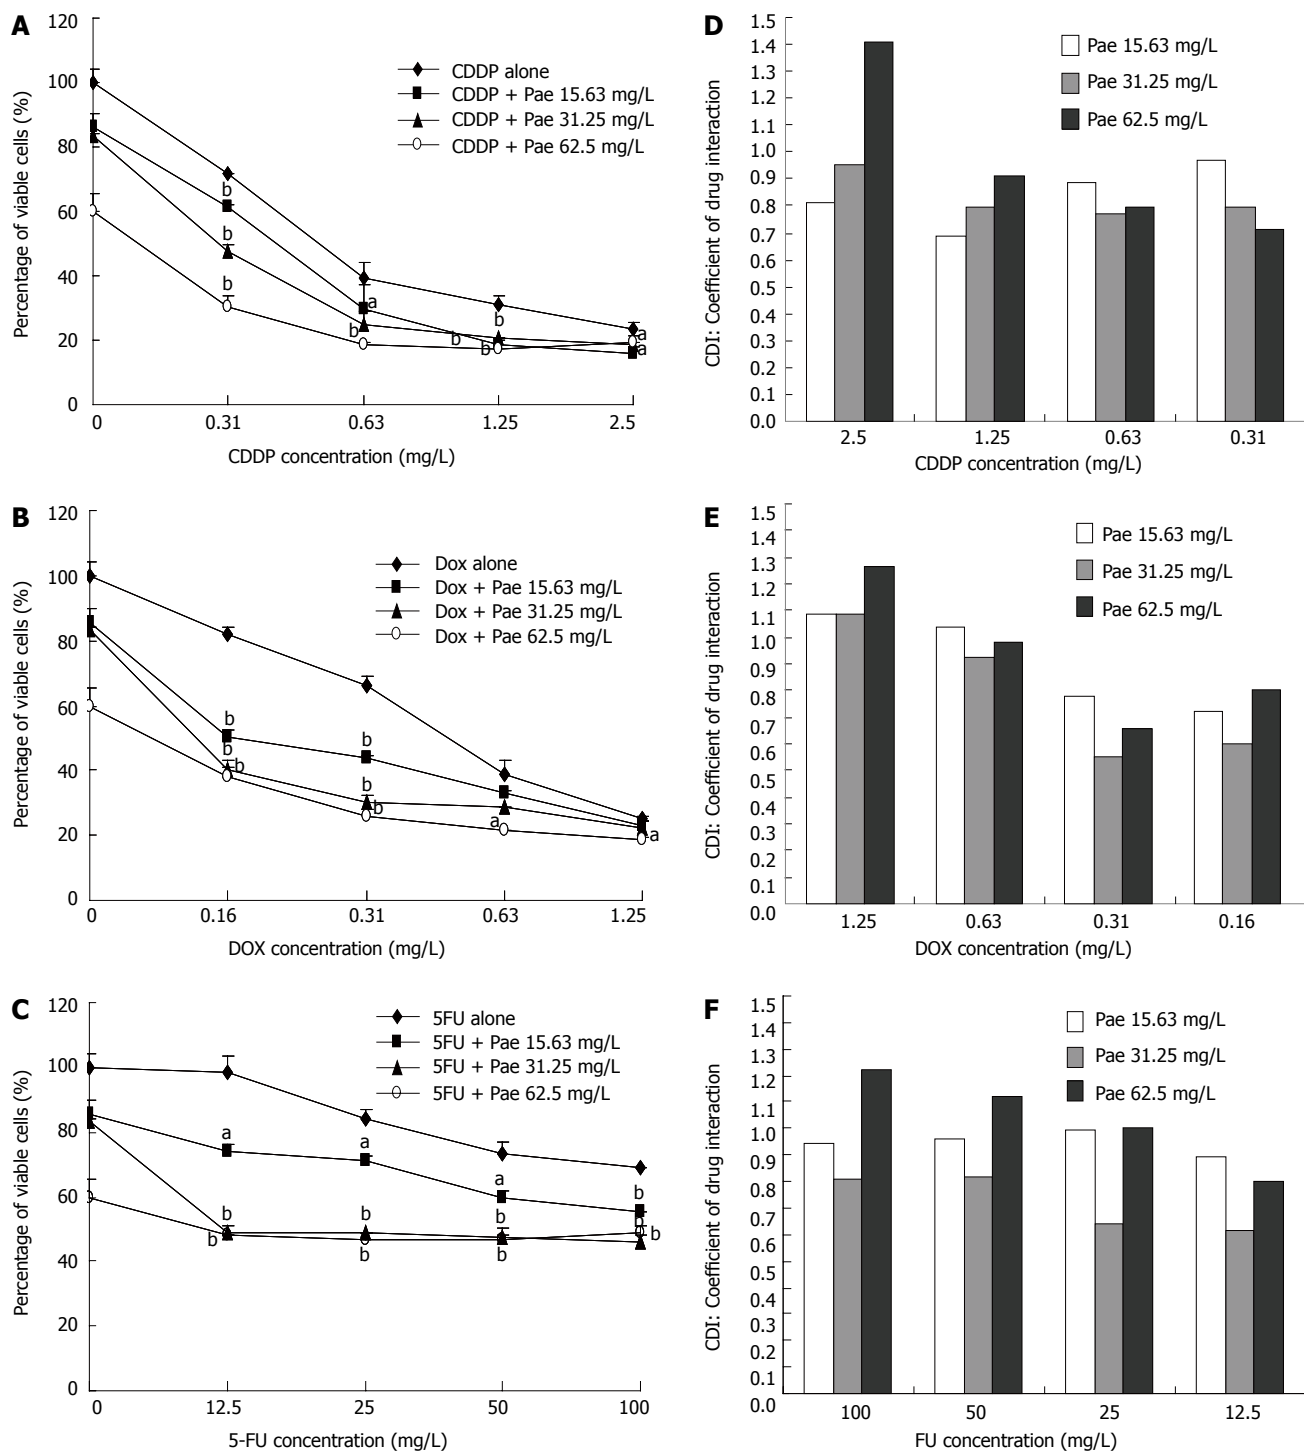 A
120
100
80
60
40
20
0
Percentage of viable cells (%)
CDDP alone
CDDP + Pae 15.63 mg/L
CDDP + Pae 31.25 mg/L
CDDP + Pae 62.5 mg/L
b
b
b
a
b
b
b
b
a
a
0 0.31 0.63 1.25 2.5
CDDP concentration (mg/L)
D
1.5
1.4
1.3
1.2
1.1
1.0
0.9
0.8
0.7
0.6
0.5
0.4
0.3
0.2
0.1
0.0
CDI: Coefficient of drug interaction
Pae 15.63 mg/L
Pae 31.25 mg/L
Pae 62.5 mg/L
2.5 1.25 0.63 0.31
CDDP concentration (mg/L)
B
120
100
80
60
40
20
0
Percentage of viable cells (%)
Dox alone
Dox + Pae 15.63 mg/L
Dox + Pae 31.25 mg/L
Dox + Pae 62.5 mg/L
b
b
b
b
b
b
a
a
0 0.16 0.31 0.63 1.25
DOX concentration (mg/L)
E
1.5
1.4
1.3
1.2
1.1
1.0
0.9
0.8
0.7
0.6
0.5
0.4
0.3
0.2
0.1
0.0
CDI: Coefficient of drug interaction
Pae 15.63 mg/L
Pae 31.25 mg/L
Pae 62.5 mg/L
1.25 0.63 0.31 0.16
DOX concentration (mg/L)
C
120
100
80
60
40
20
0
Percentage of viable cells (%)
5FU alone
5FU + Pae 15.63 mg/L
5FU + Pae 31.25 mg/L
5FU + Pae 62.5 mg/L
a
a
a
b
b
b
b
b
b
b
b
b
0 12.5 25 50 100
5-FU concentration (mg/L)
F
1.5
1.4
1.3
1.2
1.1
1.0
0.9
0.8
0.7
0.6
0.5
0.4
0.3
0.2
0.1
0.0
CDI: Coefficient of drug interaction
Pae 15.63 mg/L
Pae 31.25 mg/L
Pae 62.5 mg/L
100 50 25 12.5
FU concentration (mg/L)